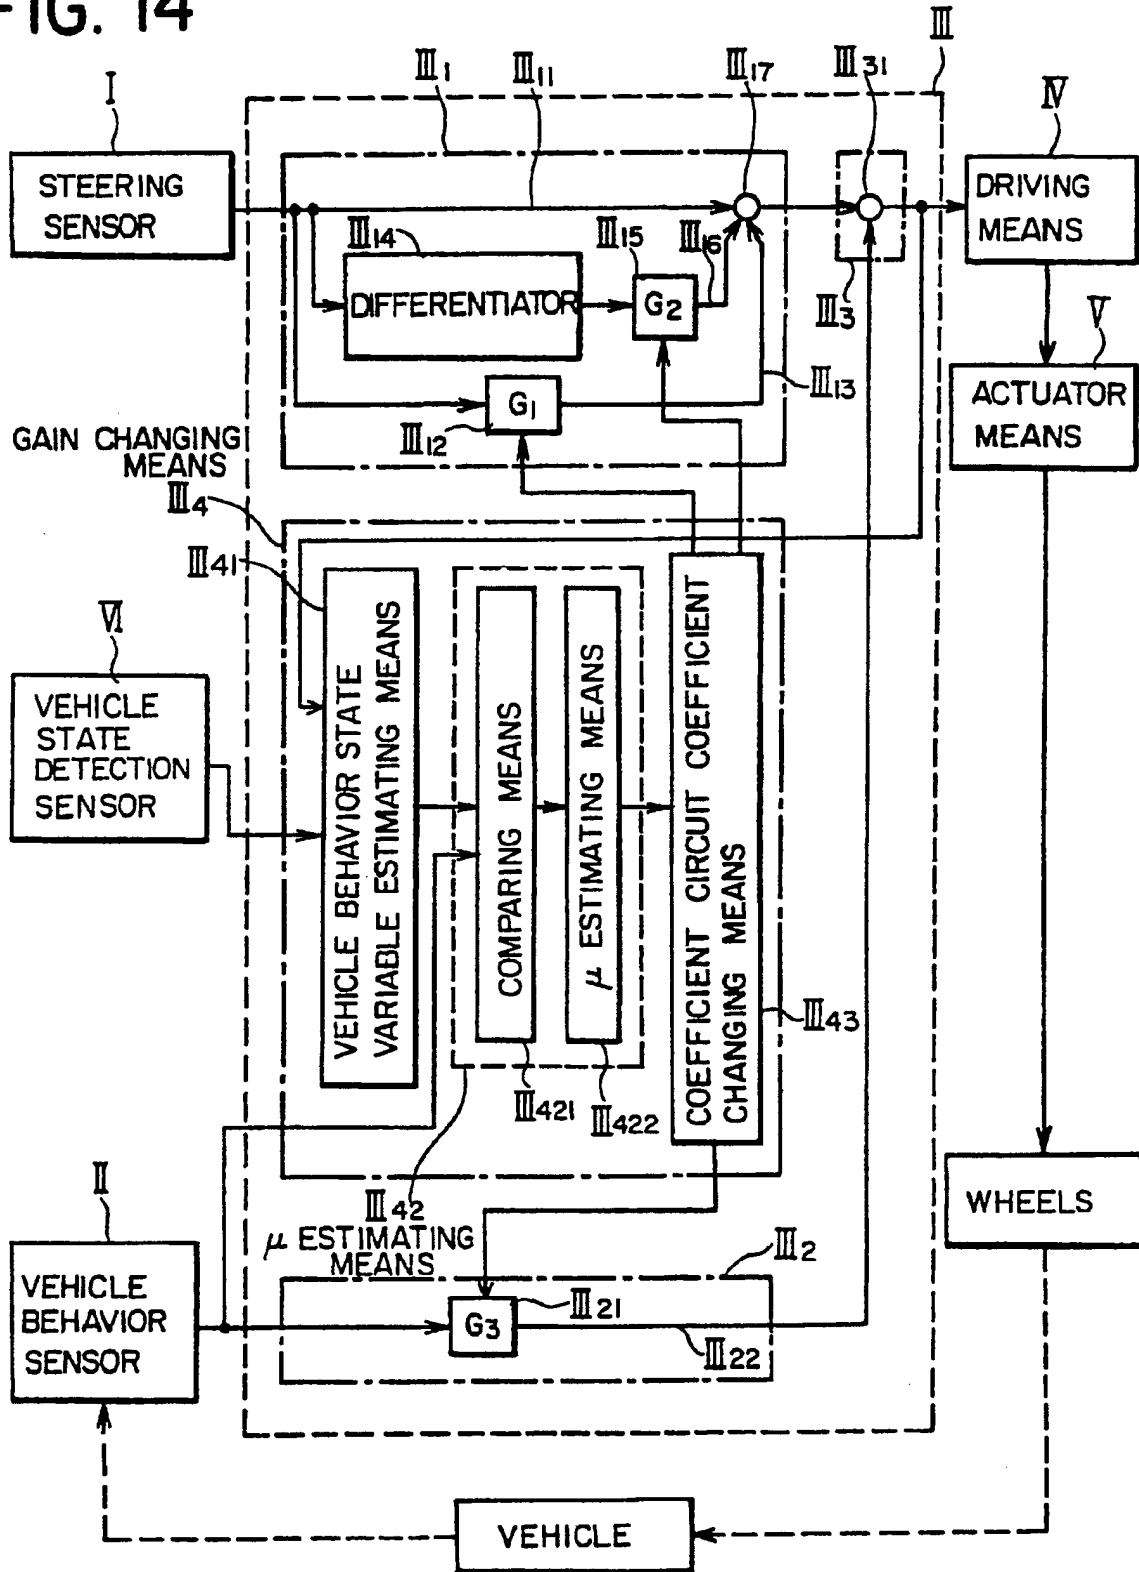 FIG. 14
III
III1
III11
III17
III31
I
IV
STEERING
SENSOR
DRIVING
MEANS
III14
III15
III16
DIFFERENTIATOR
G2
III3
V
III13
G1
III12
ACTUATOR
MEANS
GAIN CHANGING
MEANS
III4
III41
VI
VEHICLE
STATE
DETECTION
SENSOR
VEHICLE BEHAVIOR STATE
VARIABLE ESTIMATING MEANS
COMPARING MEANS
μ ESTIMATING MEANS
COEFFICIENT CIRCUIT COEFFICIENT
CHANGING MEANS
III43
III421
III422
II
III42
μ ESTIMATING
MEANS
WHEELS
III2
VEHICLE
BEHAVIOR
SENSOR
G3
III21
III22
VEHICLE